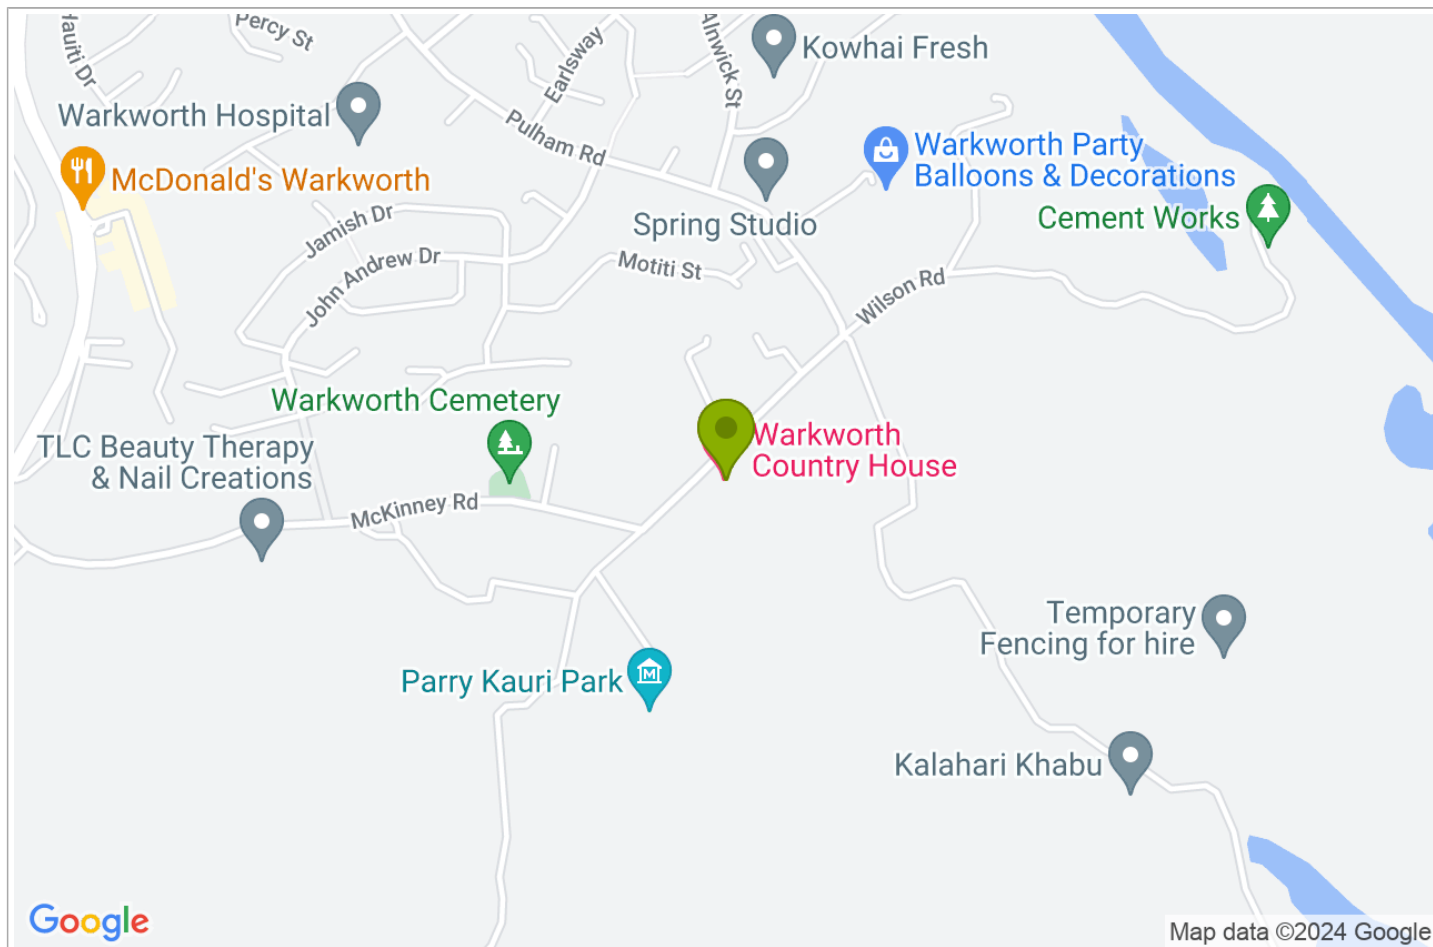 Hauiti Dr
Percy St
Earlsway
Alnwick St
Kowhai Fresh
Warkworth Hospital
Pulham Rd
Warkworth Party
Balloons & Decorations
McDonald's Warkworth
Jamish Dr
Spring Studio
Cement Works
John Andrew Dr
Motiti St
Wilson Rd
Warkworth Cemetery
TLC Beauty Therapy
& Nail Creations
Warkworth
Country House
McKinney Rd
Temporary
Fencing for hire
Parry Kauri Park
Kalahari Khabu
Google
Map data ©2024 Google